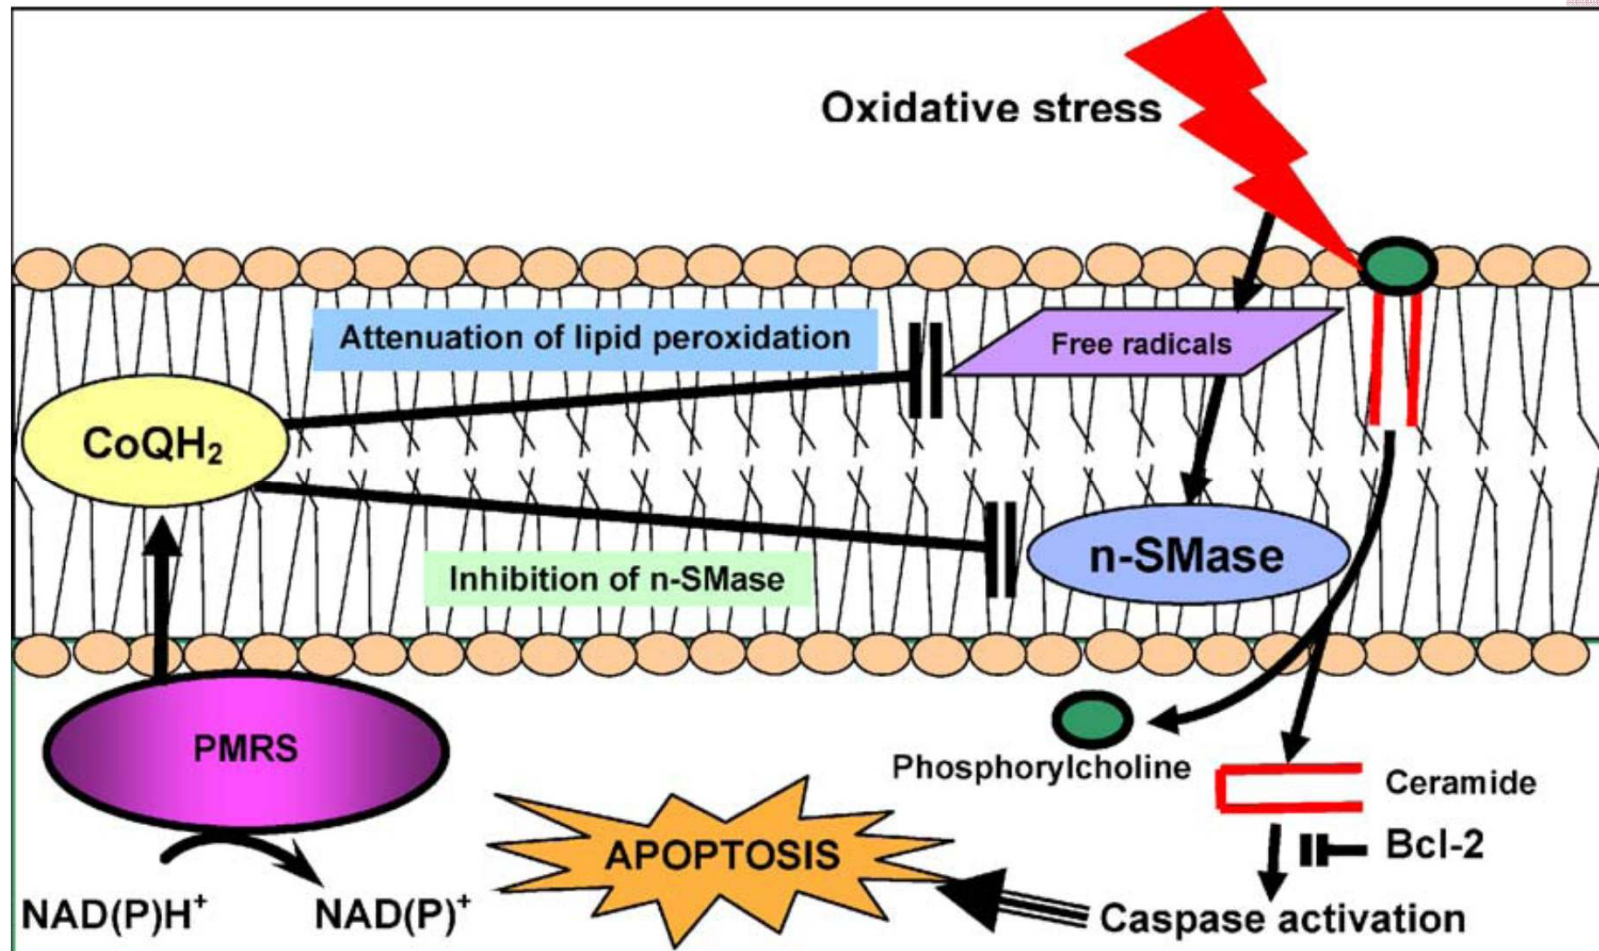 Oxidative stress
Attenuation of lipid peroxidation
Free radicals
CoQH₂
n-SMase
Inhibition of n-SMase
PMRS
Phosphorylcholine
Ceramide
Bcl-2
APOPTOSIS
NAD(P)H⁺
NAD(P)⁺
Caspase activation